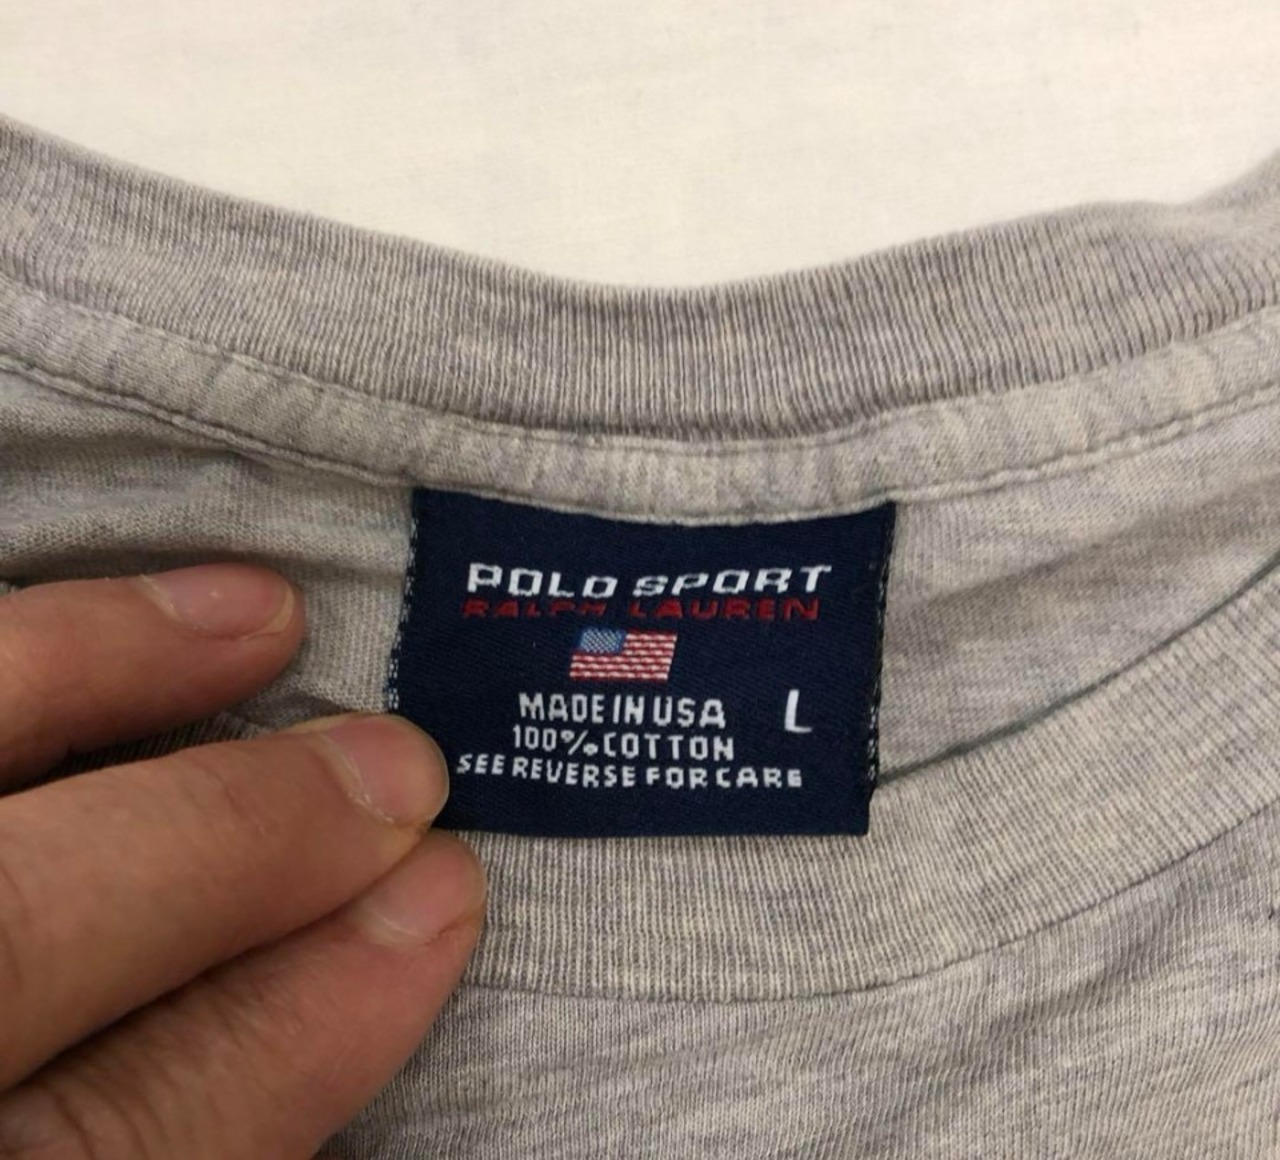 POLO SPORT
RALPH LAUREN
MADE IN USA
L
100% COTTON
SEE REVERSE FOR CARE